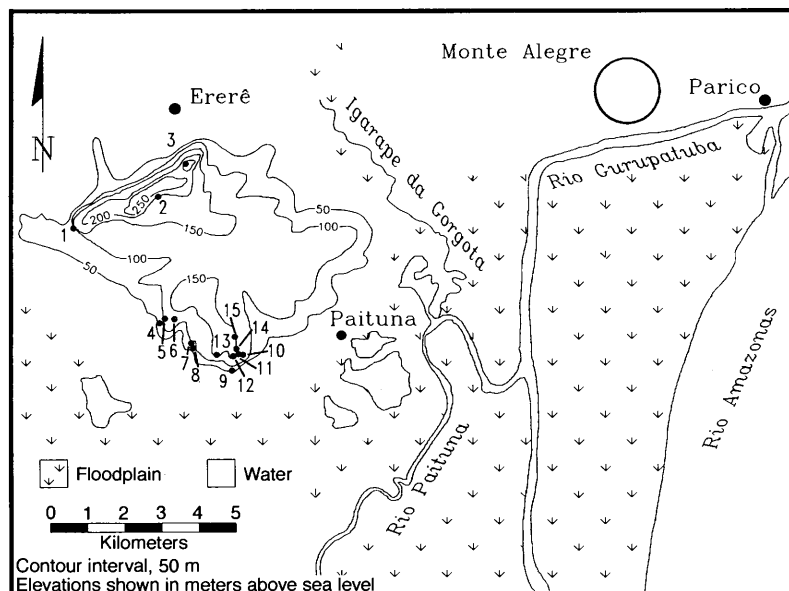 Monte Alegre
Parico
Ererê
N
3
Igarape da Gorgota
Rio Gurupatuba
2
1
200
250
150
50
100
50
100
150
15
14
Paituna
4
5
6
7
8
13
10
11
9
12
Rio Amazonas
Rio Paituna
Floodplain
Water
0 1 2 3 4 5
Kilometers
Contour interval, 50 m
Elevations shown in meters above sea level